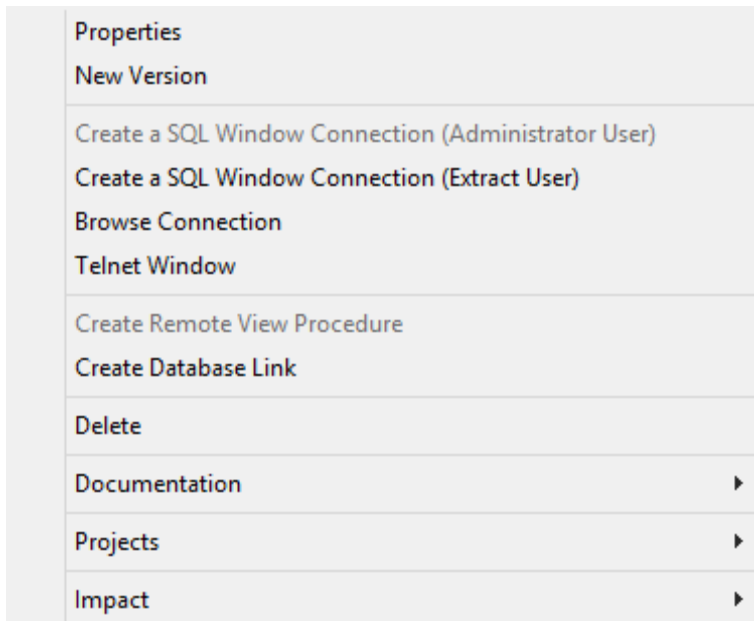 Properties
New Version
Create a SQL Window Connection (Administrator User)
Create a SQL Window Connection (Extract User)
Browse Connection
Telnet Window
Create Remote View Procedure
Create Database Link
Delete
Documentation
Projects
Impact